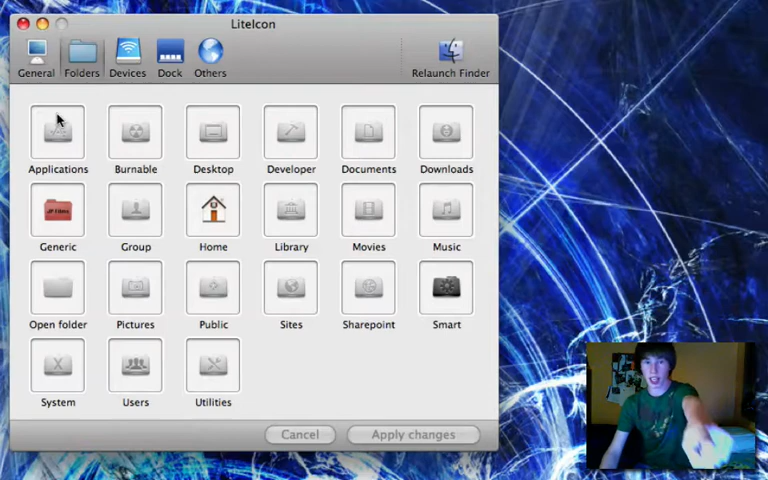 LiteIcon
General Folders Devices Dock Others Relaunch Finder
Applications Burnable Desktop Developer Documents Downloads
Generic Group Home Library Movies Music
Open folder Pictures Public Sites Sharepoint Smart
System Users Utilities
Cancel Apply changes